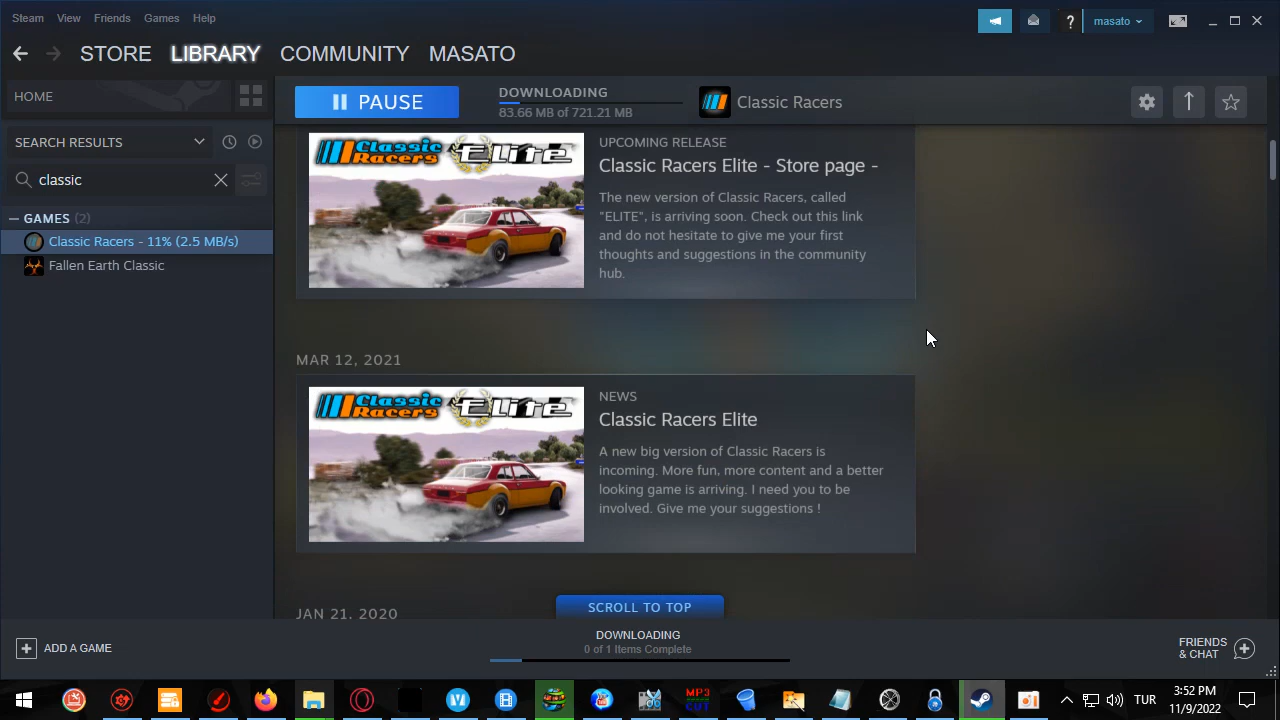 Steam View Friends Games Help
masato
STORE LIBRARY COMMUNITY MASATO
HOME
PAUSE
DOWNLOADING
83.66 MB of 721.21 MB
Classic Racers
SEARCH RESULTS
classic
GAMES (2)
Classic Racers - 11% (2.5 MB/s)
Fallen Earth Classic
Classic Racers Elite
UPCOMING RELEASE
Classic Racers Elite - Store page -
The new version of Classic Racers, called
"ELITE", is arriving soon. Check out this link
and do not hesitate to give me your first
thoughts and suggestions in the community
hub.
MAR 12, 2021
Classic Racers Elite
NEWS
Classic Racers Elite
A new big version of Classic Racers is
incoming. More fun, more content and a better
looking game is arriving. I need you to be
involved. Give me your suggestions !
JAN 21, 2020
SCROLL TO TOP
ADD A GAME
DOWNLOADING
0 of 1 Items Complete
FRIENDS
& CHAT
MP3
CUT
TUR
3:52 PM
11/9/2022